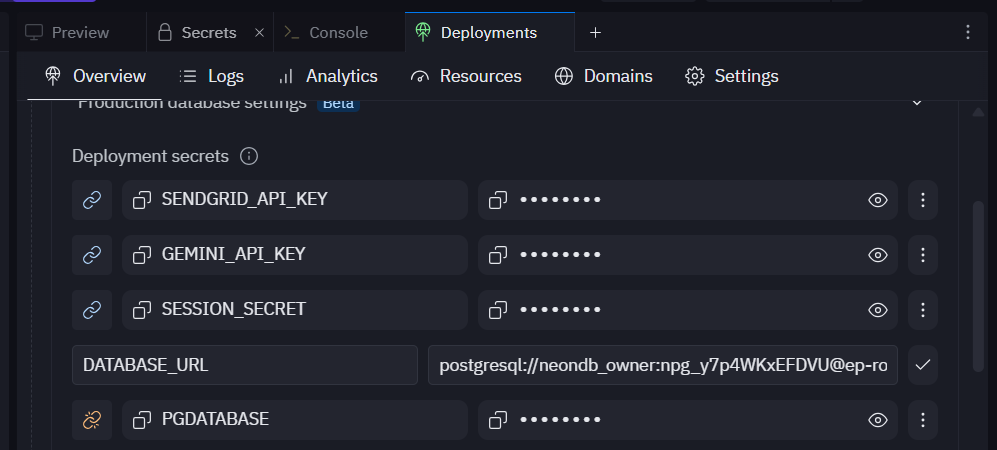 Preview Secrets × Console Deployments +
Overview Logs Analytics Resources Domains Settings
Production database settings Beta
Deployment secrets
SENDGRID_API_KEY ••••••••
GEMINI_API_KEY ••••••••
SESSION_SECRET ••••••••
DATABASE_URL postgresql://neondb_owner:npg_y7p4WKxEFDVU@ep-ro
PGDATABASE ••••••••